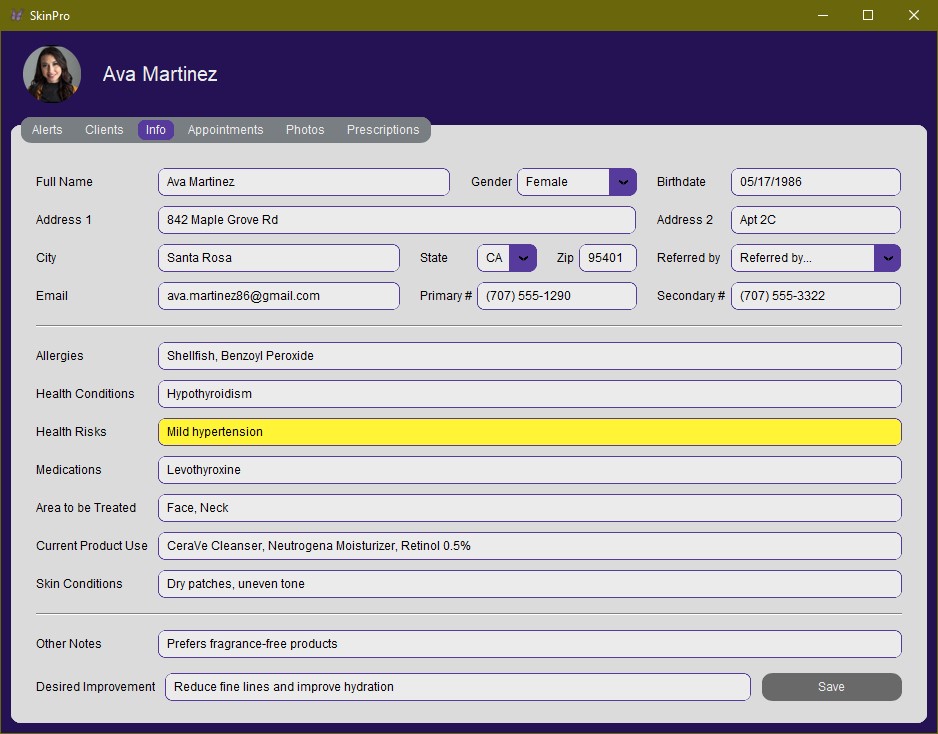 SkinPro
Ava Martinez
Alerts Clients Info Appointments Photos Prescriptions
Full Name Ava Martinez Gender Female Birthdate 05/17/1986
Address 1 842 Maple Grove Rd Address 2 Apt 2C
City Santa Rosa State CA Zip 95401 Referred by Referred by...
Email ava.martinez86@gmail.com Primary # (707) 555-1290 Secondary # (707) 555-3322
Allergies Shellfish, Benzoyl Peroxide
Health Conditions Hypothyroidism
Health Risks Mild hypertension
Medications Levothyroxine
Area to be Treated Face, Neck
Current Product Use CeraVe Cleanser, Neutrogena Moisturizer, Retinol 0.5%
Skin Conditions Dry patches, uneven tone
Other Notes Prefers fragrance-free products
Desired Improvement Reduce fine lines and improve hydration Save